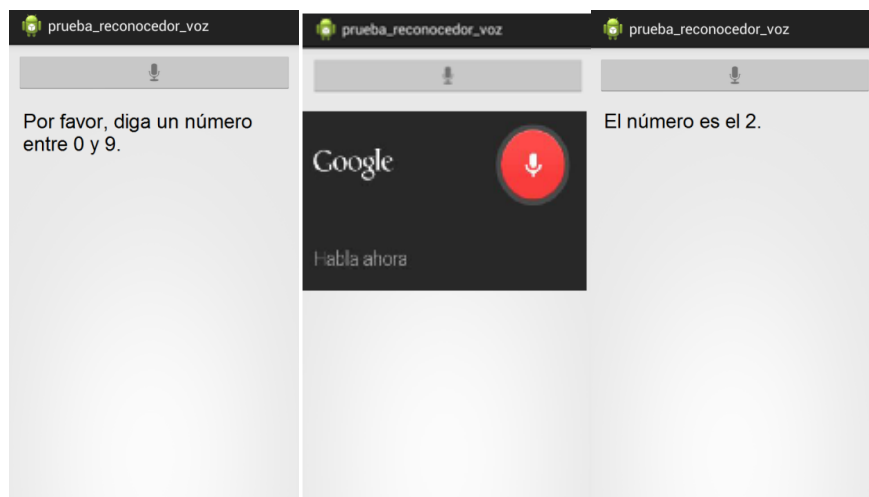 prueba_reconocedor_voz
Por favor, diga un número
entre 0 y 9.
prueba_reconocedor_voz
Google
Habla ahora
prueba_reconocedor_voz
El número es el 2.